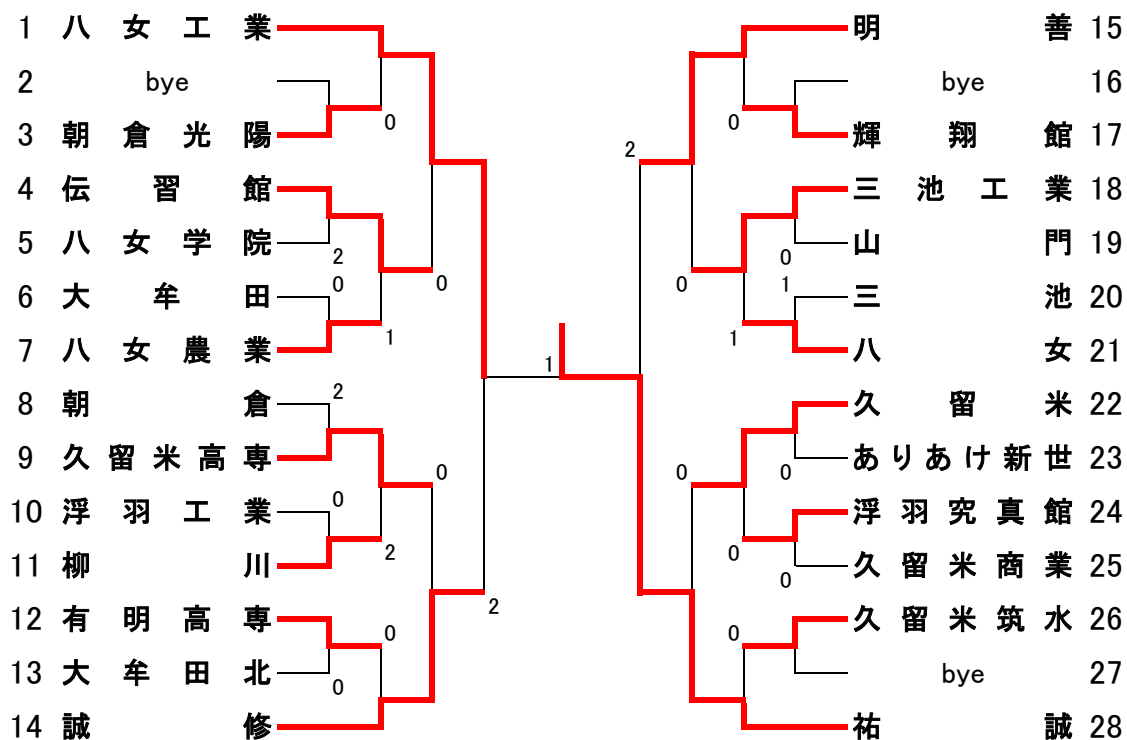 1 八女工業
2 bye
3 朝倉光陽
0
4 伝習館
5 八女学院
2
0
6 大牟田
0
7 八女農業
1
8 朝倉
2
9 久留米高専
0
10 浮羽工業
0
11 柳川
2
12 有明高専
0
13 大牟田北
0
14 誠修
2
1
明善 15
bye 16
0
輝翔館 17
2
三池工業 18
山門 19
0
0
1
三池 20
1
八女 21
久留米 22
0
0
ありあけ新世 23
浮羽究真館 24
0
久留米商業 25
0
久留米筑水 26
0
bye 27
祐誠 28